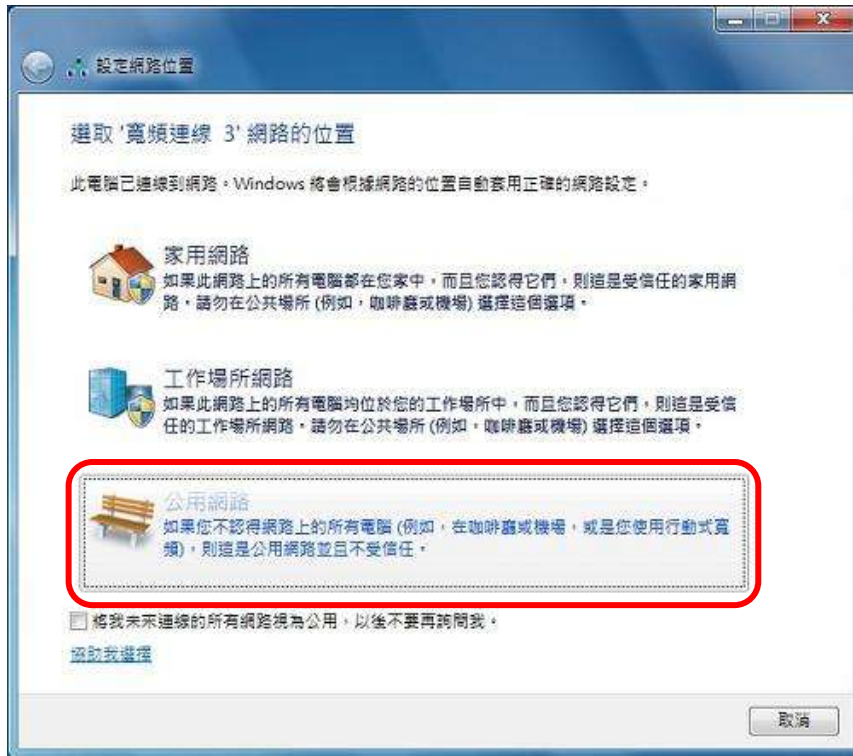 設定網路位置
選取 '寬頻連線 3' 網路的位置
此電腦已連線到網路。Windows 將會根據網路的位置自動套用正確的網路設定。
家用網路
如果此網路上的所有電腦都在您家中，而且您認得它們，則這是受信任的家用網
路。請勿在公共場所 (例如，咖啡廳或機場) 選擇這個選項。
工作場所網路
如果此網路上的所有電腦均位於您的工作場所中，而且您認得它們，則這是受信
任的工作場所網路。請勿在公共場所 (例如，咖啡廳或機場) 選擇這個選項。
公用網路
如果您不認得網路上的所有電腦 (例如，在咖啡廳或機場，或是您使用行動式寬
頻)，則這是公用網路並且不受信任。
將我未來連線的所有網路視為公用，以後不要再詢問我。
協助我選擇
取消